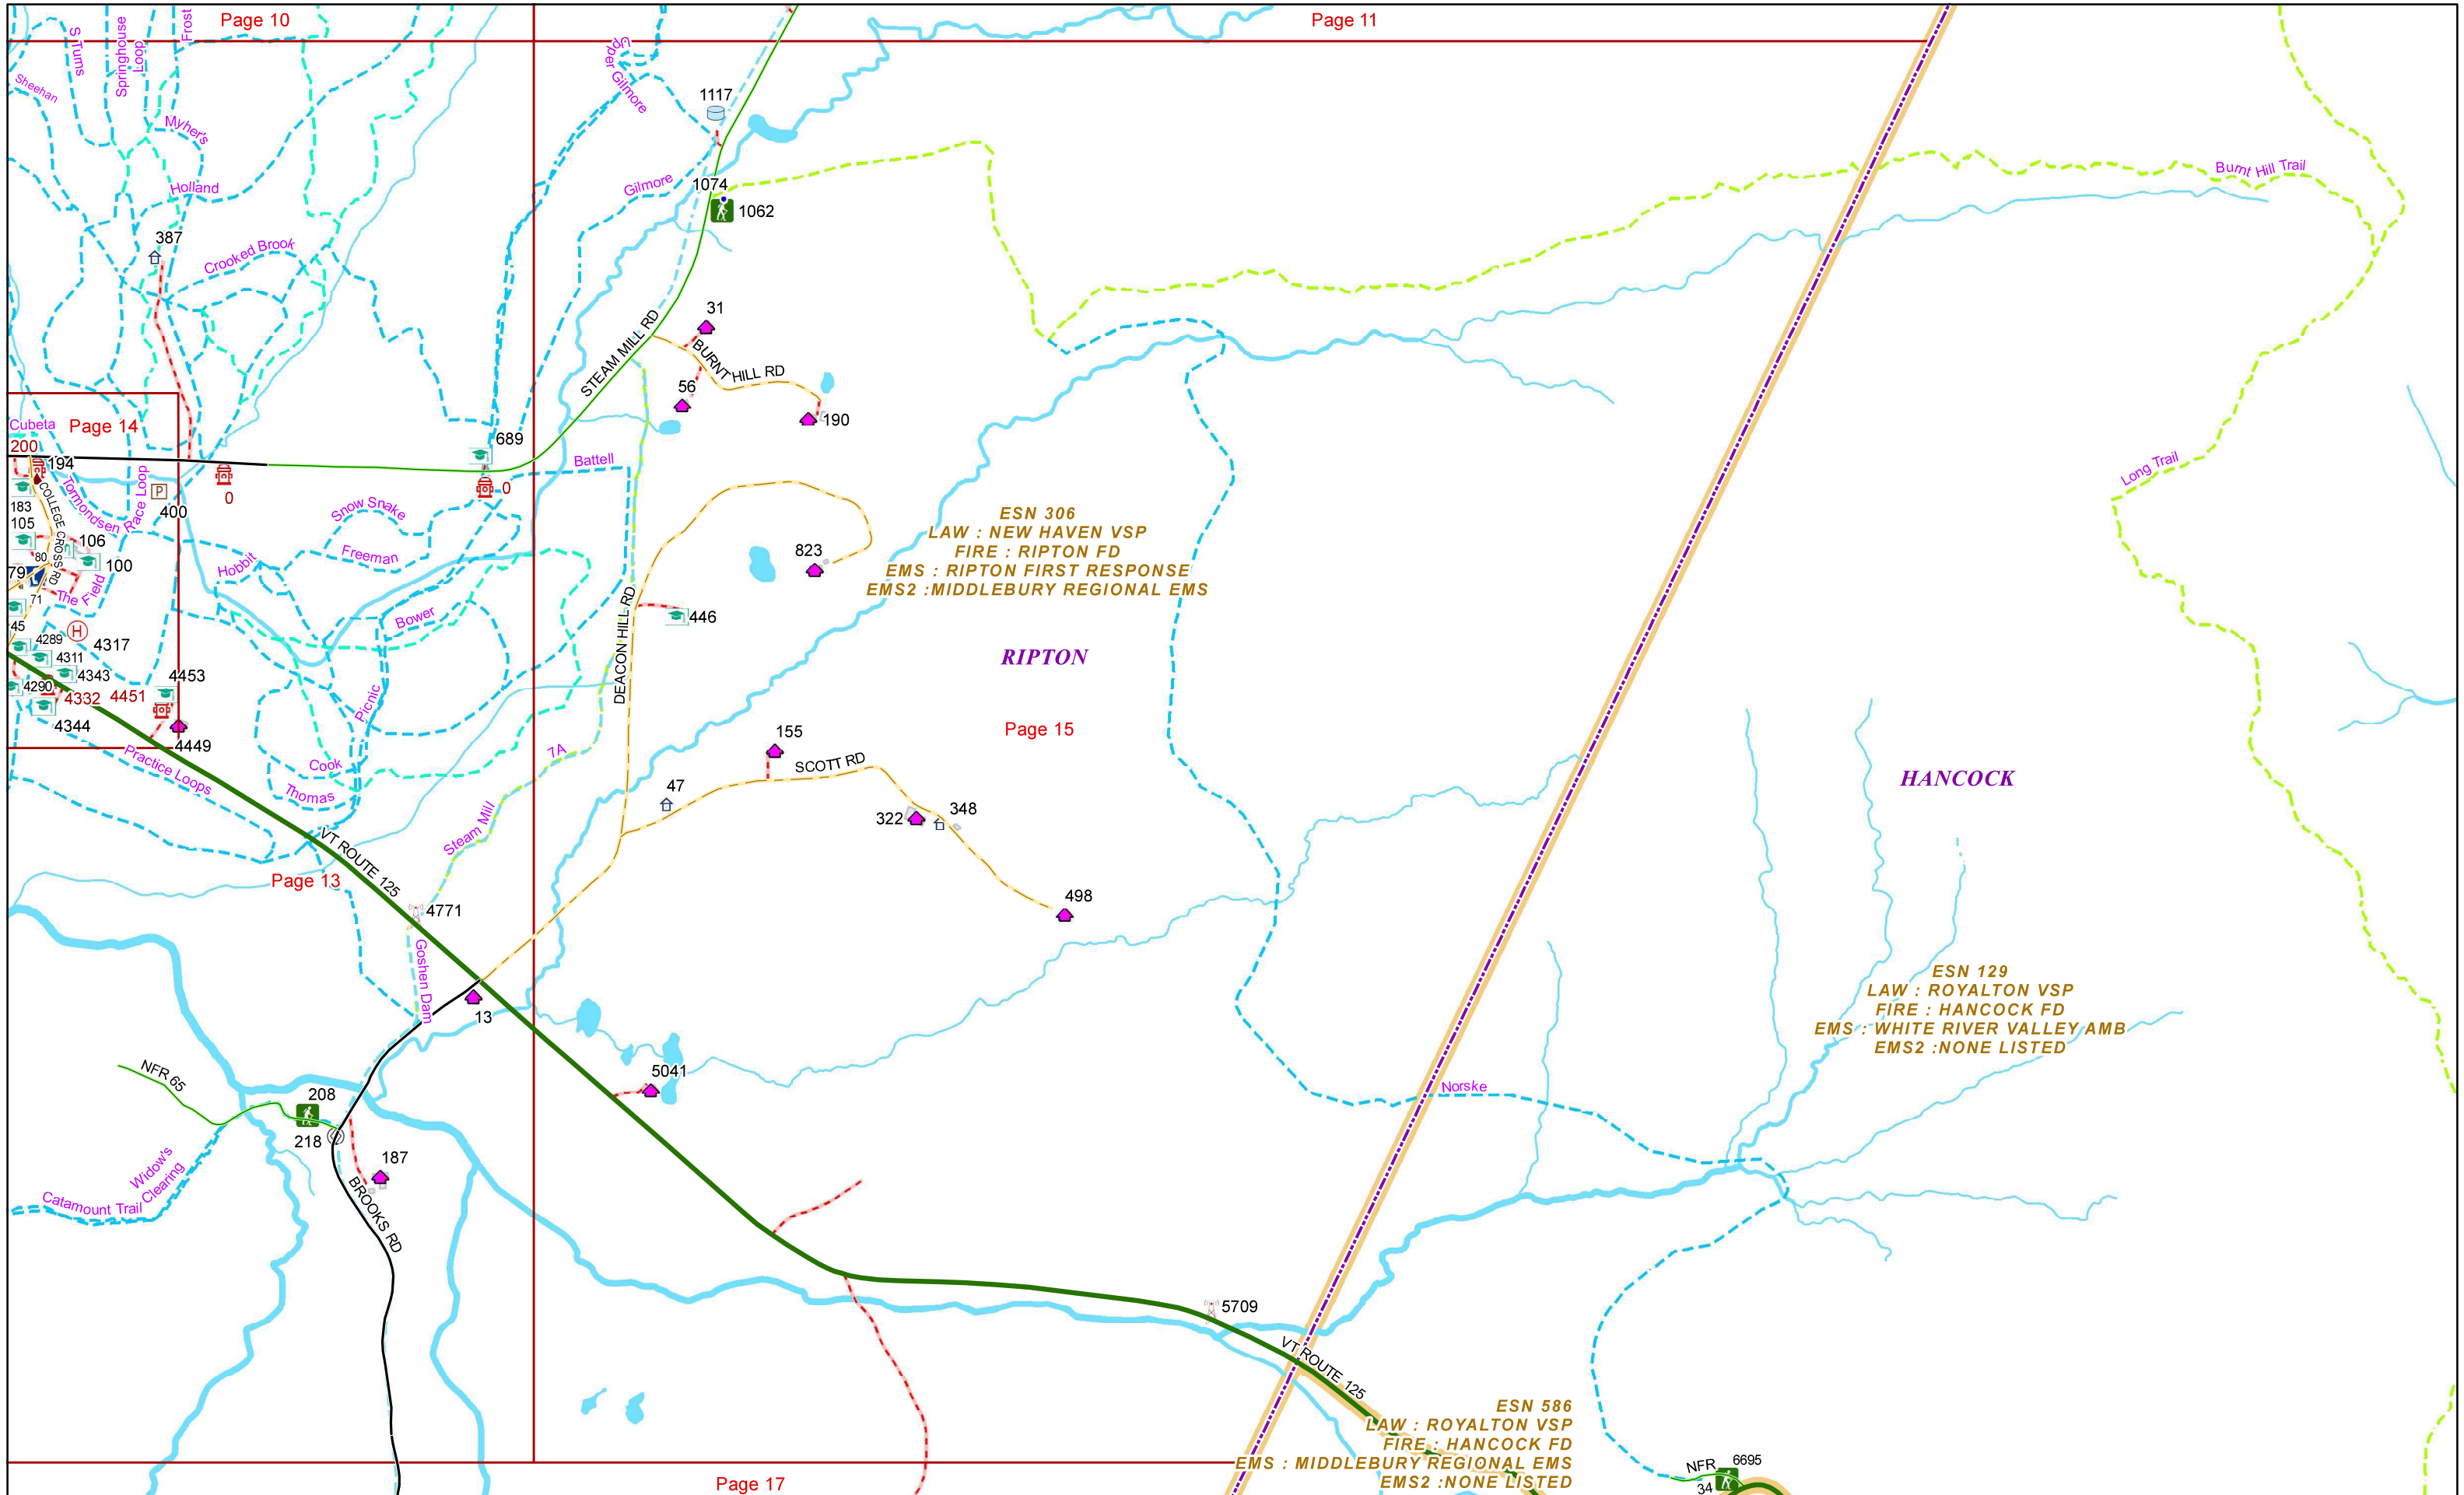 Page 10
Page 11
S Turns
Springhouse
Loop
Frost
Sheehan
Upper Gilmore
1117
Myher's
Holland
Gilmore
1074
1062
Burnt Hill Trail
387
Crooked Brook
31
STEAM MILL RD
BURNT HILL RD
56
190
Cubeta
Page 14
200
194
689
Battell
Long Trail
0
0
COLLEGE CROSS RD
Tormondsen Race Loop
P
400
183
105
106
100
Snow Snake
Freeman
Hobbit
80
79
The Field
71
45
Bower
823
446
ESN 306
LAW : NEW HAVEN VSP
FIRE : RIPTON FD
EMS : RIPTON FIRST RESPONSE
EMS2 :MIDDLEBURY REGIONAL EMS
RIPTON
Page 15
DEACON HILL RD
H
4317
4289
4311
4343
4290
4332
4451
4453
4344
4449
Picnic
Practice Loops
Cook
Thomas
7A
Steam Mill
155
SCOTT RD
47
322
348
498
HANCOCK
VT ROUTE 125
Page 13
4771
Goshen Dam
13
5041
ESN 129
LAW : ROYALTON VSP
FIRE : HANCOCK FD
EMS : WHITE RIVER VALLEY AMB
EMS2 :NONE LISTED
Norske
NFR 65
208
218
187
Widow's
Clearing
Catamount Trail
BROOKS RD
5709
VT ROUTE 125
ESN 586
LAW : ROYALTON VSP
FIRE : HANCOCK FD
EMS : MIDDLEBURY REGIONAL EMS
EMS2 :NONE LISTED
NFR
34
6695
Page 17